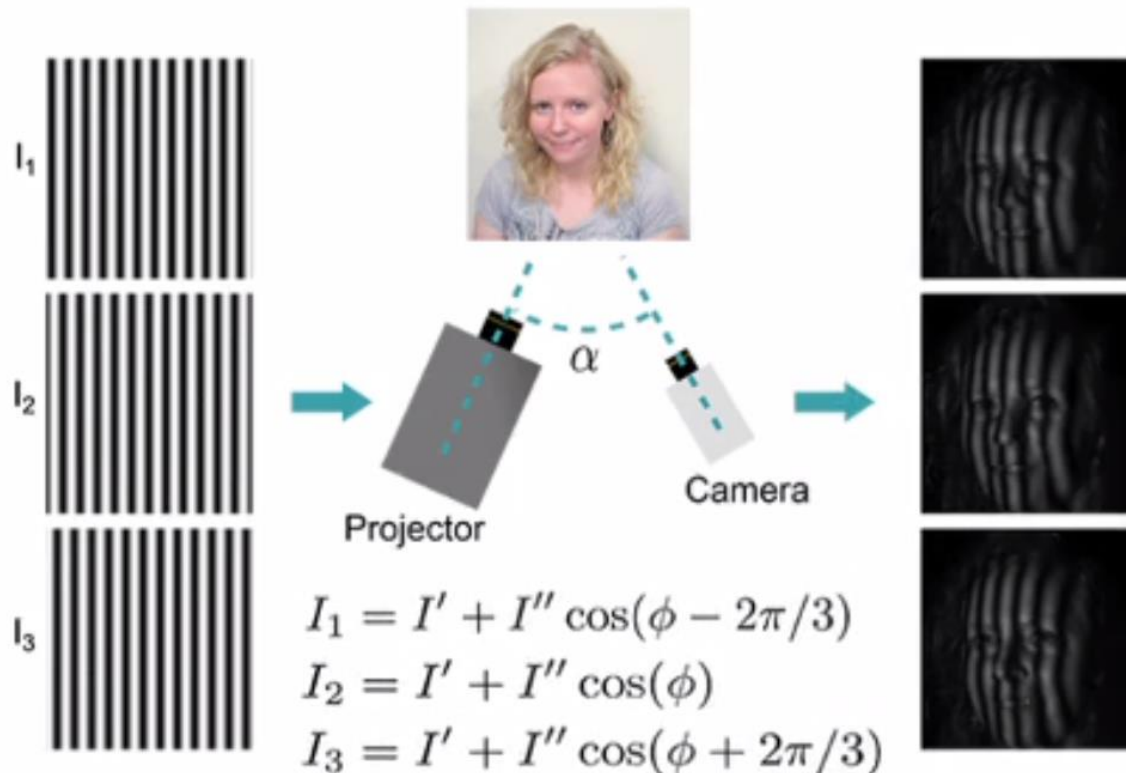 I₁
I₂
I₃
α
Projector
Camera
I₁ = I′ + I″ cos(ϕ − 2π/3)
I₂ = I′ + I″ cos(ϕ)
I₃ = I′ + I″ cos(ϕ + 2π/3)